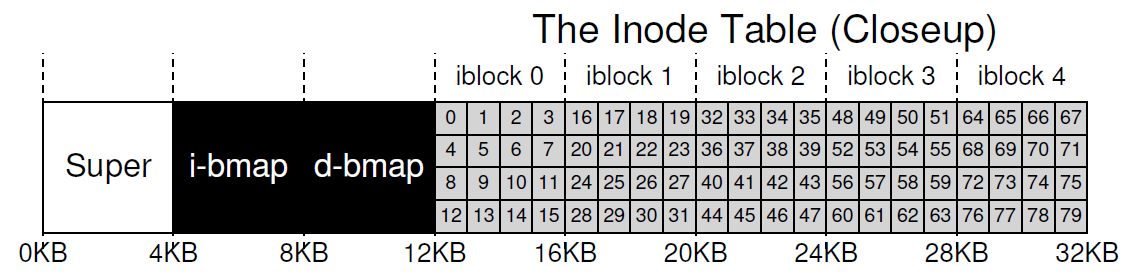 The Inode Table (Closeup)
iblock 0 iblock 1 iblock 2 iblock 3 iblock 4
0 1 2 3 16 17 18 19 32 33 34 35 48 49 50 51 64 65 66 67
4 5 6 7 20 21 22 23 36 37 38 39 52 53 54 55 68 69 70 71
Super i-bmap d-bmap
8 9 10 11 24 25 26 27 40 41 42 43 56 57 58 59 72 73 74 75
12 13 14 15 28 29 30 31 44 45 46 47 60 61 62 63 76 77 78 79
0KB 4KB 8KB 12KB 16KB 20KB 24KB 28KB 32KB